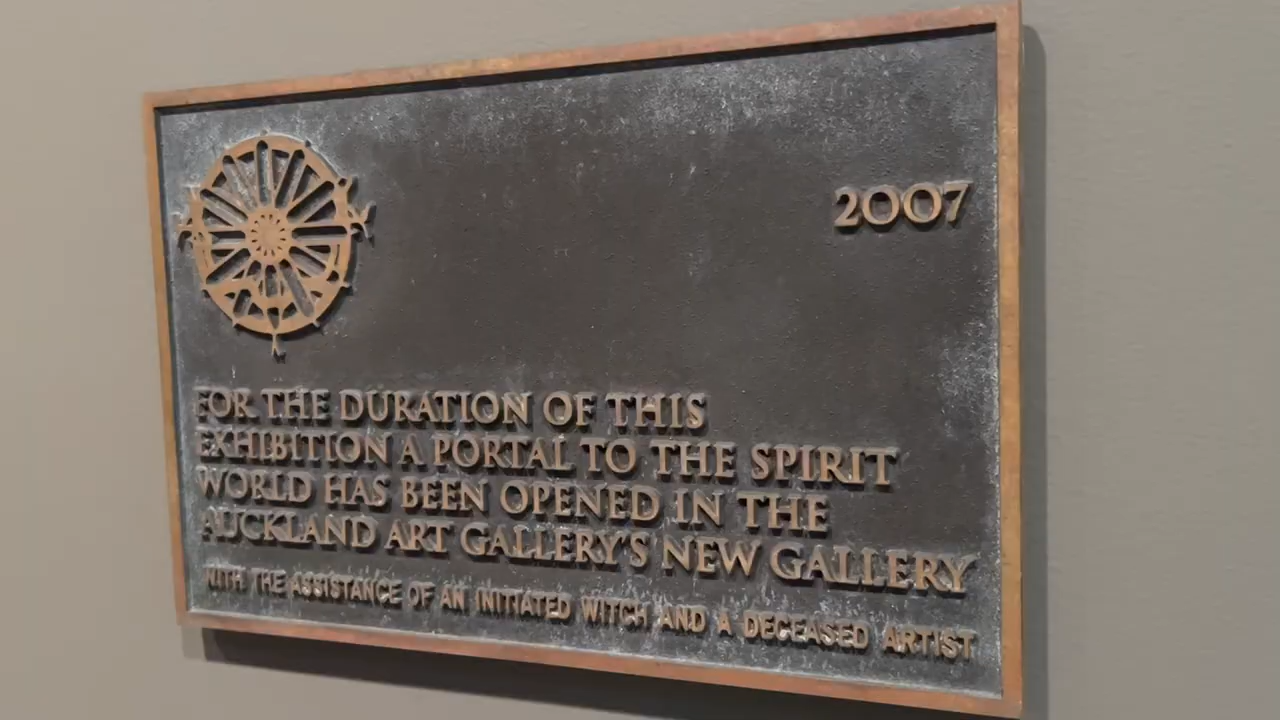 2007
FOR THE DURATION OF THIS
EXHIBITION A PORTAL TO THE SPIRIT
WORLD HAS BEEN OPENED IN THE
AUCKLAND ART GALLERY'S NEW GALLERY
WITH THE ASSISTANCE OF AN INITIATED WITCH AND A DECEASED ARTIST